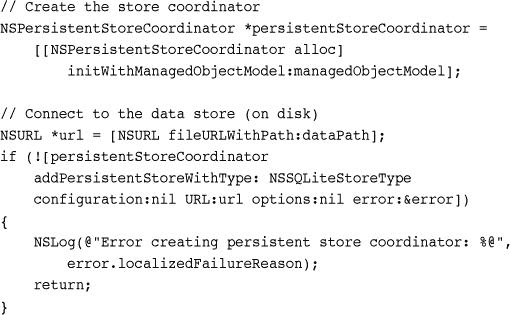 // Create the store coordinator
NSPersistentStoreCoordinator *persistentStoreCoordinator =
    [[NSPersistentStoreCoordinator alloc]
        initWithManagedObjectModel:managedObjectModel];

// Connect to the data store (on disk)
NSURL *url = [NSURL fileURLWithPath:dataPath];
if (![persistentStoreCoordinator
    addPersistentStoreWithType: NSSQLiteStoreType
    configuration:nil URL:url options:nil error:&error])
{
    NSLog(@"Error creating persistent store coordinator: %@",
        error.localizedFailureReason);
    return;
}